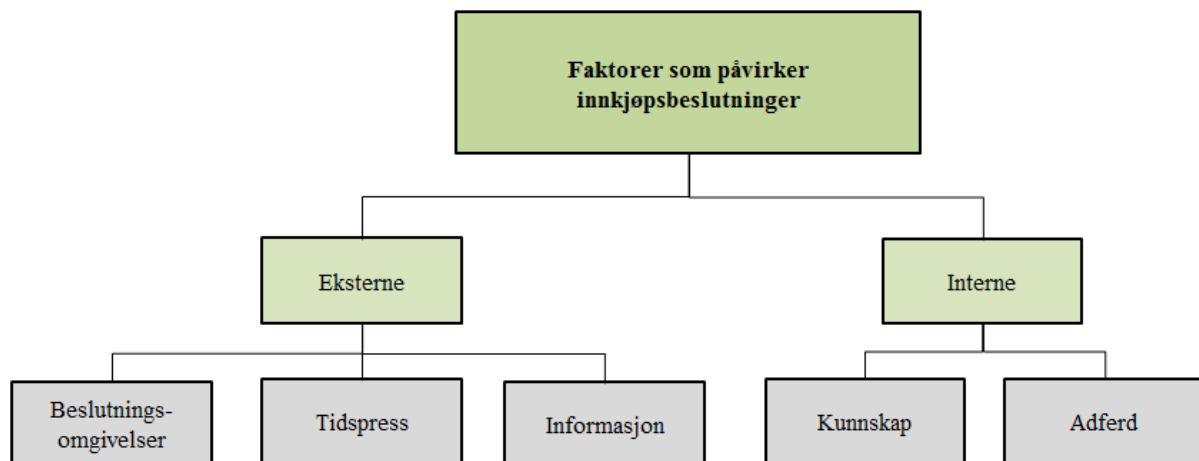 Faktorer som påvirker
innkjøpsbeslutninger
Eksterne
Interne
Beslutnings-
omgivelser
Tidspress
Informasjon
Kunnskap
Adferd